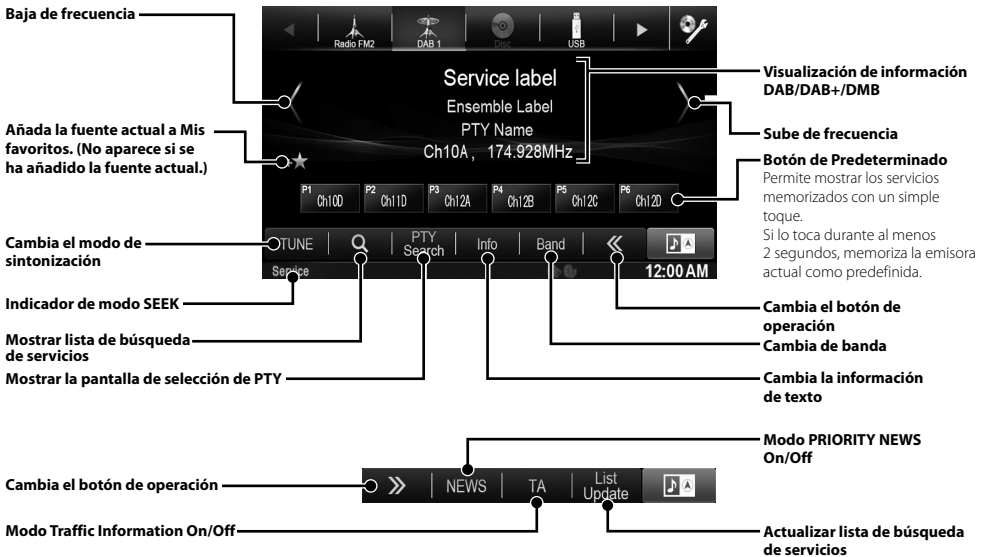 Baja de frecuencia
Añada la fuente actual a Mis
favoritos. (No aparece si se
ha añadido la fuente actual.)
Cambia el modo de
sintonización
Indicador de modo SEEK
Mostrar lista de búsqueda
de servicios
Mostrar la pantalla de selección de PTY
Radio FM2
DAB 1
Disc
USB
Service label
Ensemble Label
PTY Name
Ch10A , 174.928MHz
P1 Ch10D
P2 Ch11D
P3 Ch12A
P4 Ch12B
P5 Ch12C
P6 Ch12D
TUNE
PTY
Search
Info
Band
Service
12:00 AM
Visualización de información
DAB/DAB+/DMB
Sube de frecuencia
Botón de Predeterminado
Permite mostrar los servicios
memorizados con un simple
toque.
Si lo toca durante al menos
2 segundos, memoriza la emisora
actual como predefinida.
Cambia el botón de
operación
Cambia de banda
Cambia la información
de texto
Modo PRIORITY NEWS
On/Off
Cambia el botón de operación
NEWS
TA
List
Update
Modo Traffic Information On/Off
Actualizar lista de búsqueda
de servicios